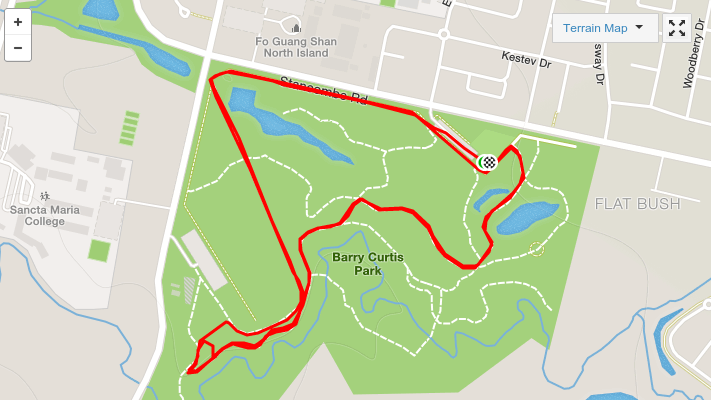 +
−
Fo Guang Shan
North Island
E
Terrain Map
Kestev Dr
sway Dr
Woodberry Dr
Stancombe Rd
Sancta Maria
College
FLAT BUSH
Barry Curtis
Park